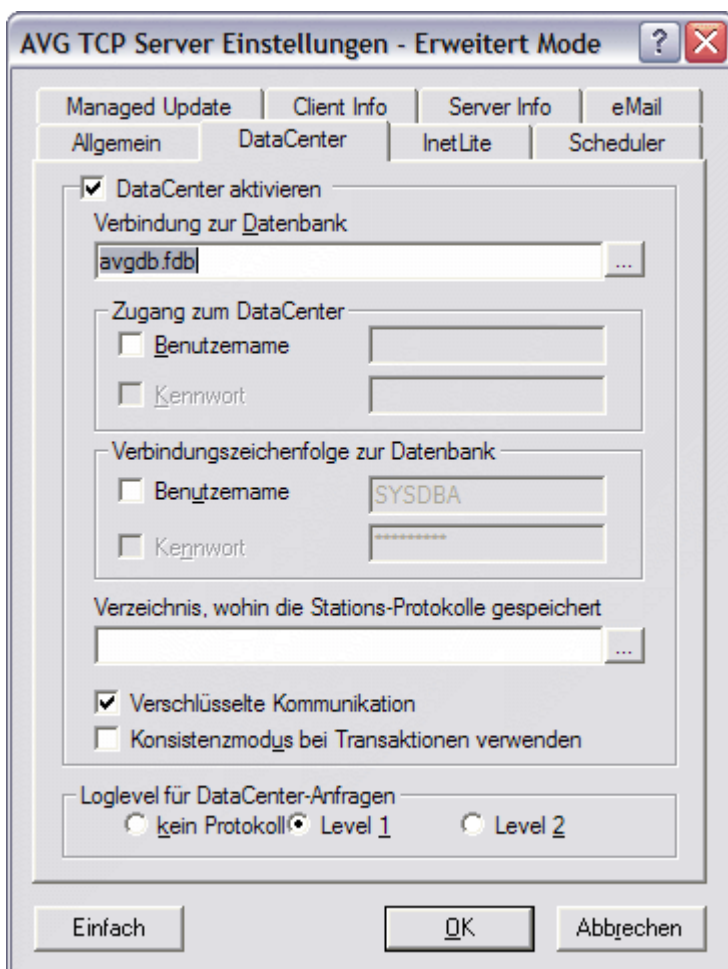 AVG TCP Server Einstellungen - Erweitert Mode
Managed Update Client Info Server Info eMail
Allgemein DataCenter InetLite Scheduler
DataCenter aktivieren
Verbindung zur Datenbank
avgdb.fdb ...
Zugang zum DataCenter
Benutzername
Kennwort
Verbindungszeichenfolge zur Datenbank
Benutzername SYSDBA
Kennwort *********
Verzeichnis, wohin die Stations-Protokolle gespeichert
...
Verschlüsselte Kommunikation
Konsistenzmodus bei Transaktionen verwenden
Loglevel für DataCenter-Anfragen
kein Protokoll Level 1 Level 2
Einfach OK Abbrechen